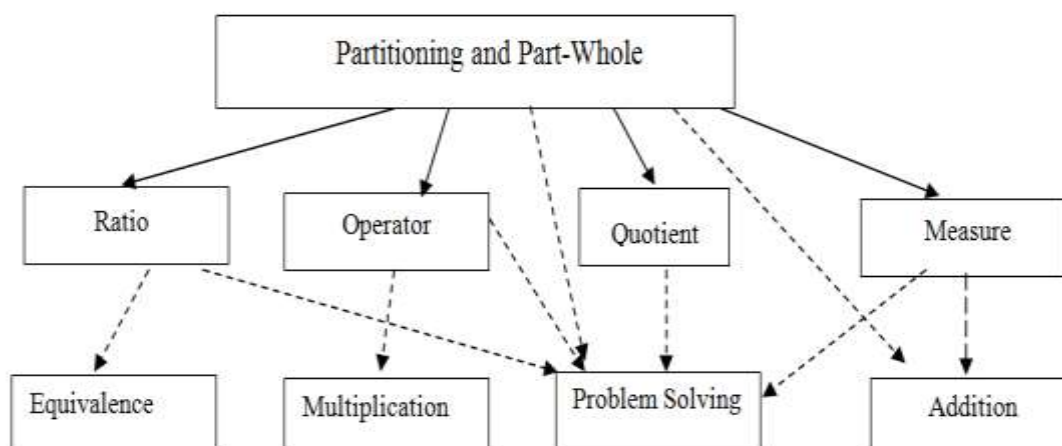 Partitioning and Part-Whole
Ratio
Operator
Quotient
Measure
Equivalence
Multiplication
Problem Solving
Addition